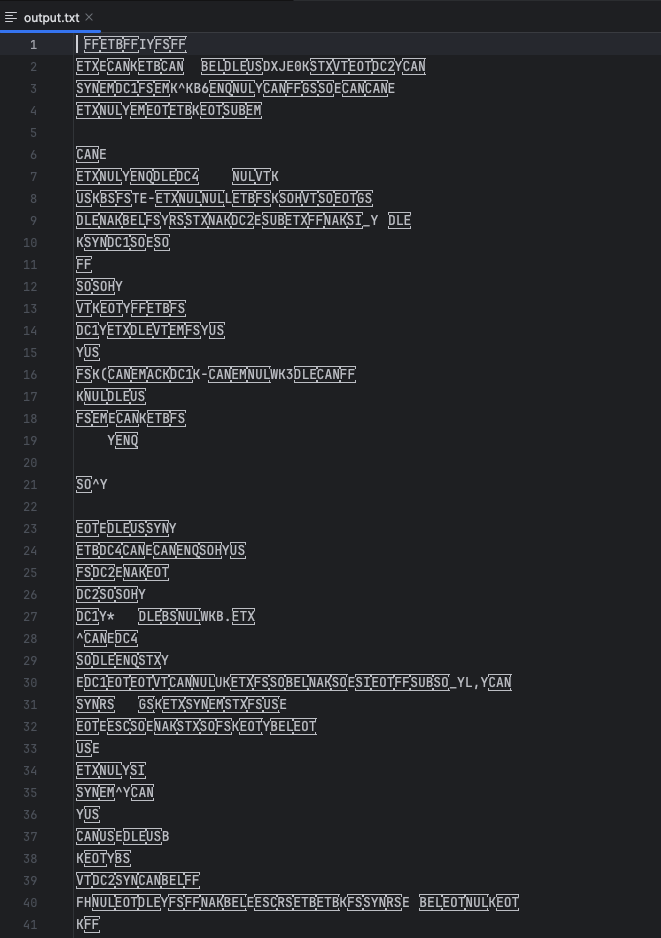 output.txt
1 FFETBFFIYFSFF
2 ETXECANKETBCAN BELDLEUSDXJE0KSTXVTEOTDC2YCAN
3 SYNEMDC1FSEMK^KB6ENQNULYCANFFGSSOECANCANE
4 ETXNULYEMEOTETBKEOTSUBEM
5
6 CANE
7 ETXNULYENQDLEDC4 NULVTK
8 USKBSFSTE-ETXNULNULLETBFSKSOHVTSOEOTGS
9 DLENAKBELFSYRSSTXNAKDC2ESUBETXFFNAKSI_Y DLE
10 KSYNDC1SOESO
11 FF
12 SOSOHY
13 VTKEOTYFFETBFS
14 DC1YETXDLEVTEMFSYUS
15 YUS
16 FSK(CANEMACKDC1K-CANEMNULWK3DLECANFF
17 KNULDLEUS
18 FSEMECANKETBFS
19 YENQ
20
21 SO^Y
22
23 EOTEDLEUSSYNY
24 ETBDC4CANECANENQSOHYUS
25 FSDC2ENAKEOT
26 DC2SOSOHY
27 DC1Y* DLEBSNULWKB.ETX
28 ^CANEDC4
29 SODLEENQSTXY
30 EDC1EOTEOTVTCANNULUKETXFSSOBELNAKSOESIEOTFFSUBSO_YL,YCAN
31 SYNRS GSKETXSYNEMSTXFSUSE
32 EOTEESCSOENAKSTXSOFSKEOTYBELEOT
33 USE
34 ETXNULYSI
35 SYNEM^YCAN
36 YUS
37 CANUSEDLEUSB
38 KEOTYBS
39 VTDC2SYNCANBELFF
40 FHNULEOTDLEYFSFFNAKBELEESCRSETBETBKFSSYNRSE BELEOTNULKEOT
41 KFF